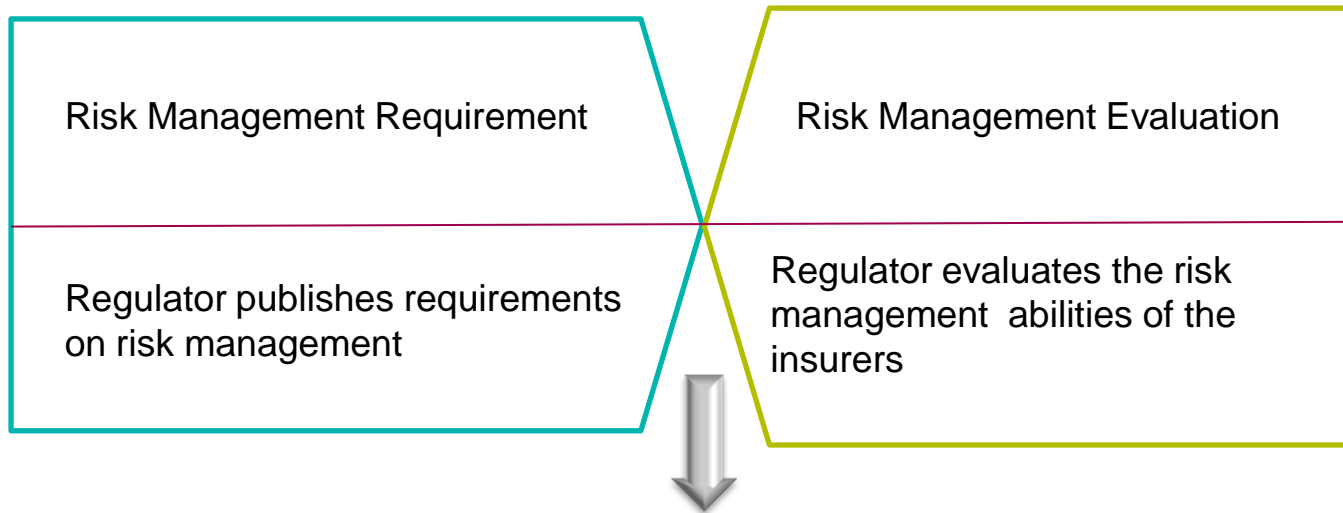 Risk Management Requirement
Risk Management Evaluation
Regulator publishes requirements
on risk management
Regulator evaluates the risk
management  abilities of the
insurers